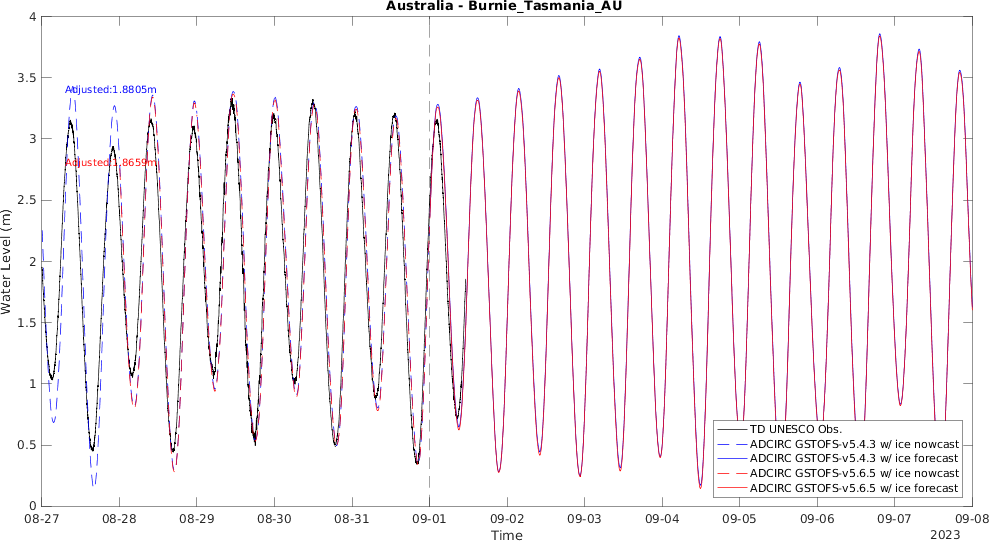 Australia - Burnie_Tasmania_AU
4
3.5
3
2.5
2
1.5
1
0.5
0
Water Level (m)
Adjusted:1.8805m
Adjusted:1.8659m
TD UNESCO Obs.
ADCIRC GSTOFS-v5.4.3 w/ ice nowcast
ADCIRC GSTOFS-v5.4.3 w/ ice forecast
ADCIRC GSTOFS-v5.6.5 w/ ice nowcast
ADCIRC GSTOFS-v5.6.5 w/ ice forecast
08-27 08-28 08-29 08-30 08-31 09-01 09-02 09-03 09-04 09-05 09-06 09-07 09-08
Time
2023